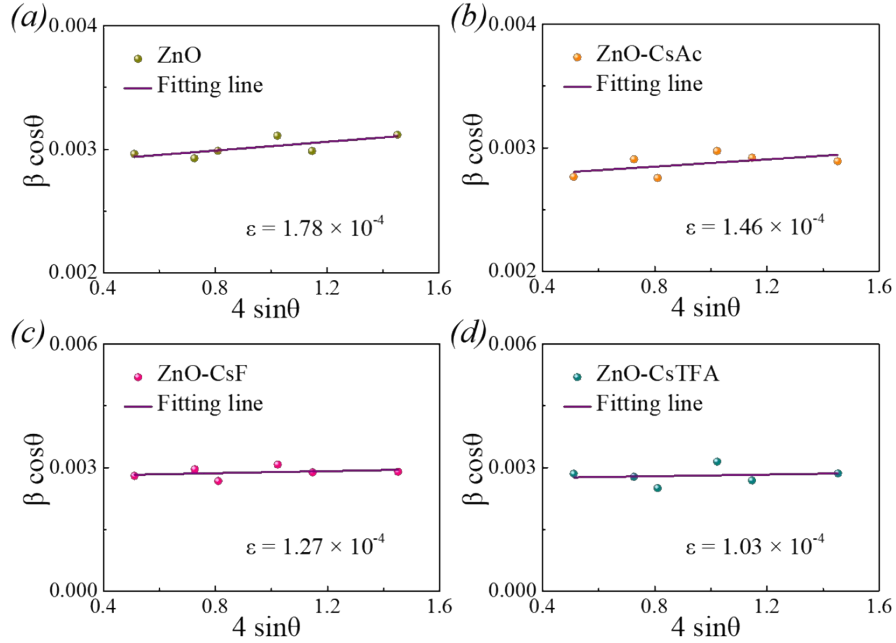 (a)
0.004
0.003
0.002
β cosθ
ZnO
Fitting line
ε = 1.78 × 10⁻⁴
0.4 0.8 1.2 1.6
4 sinθ
(b)
0.004
0.003
0.002
β cosθ
ZnO-CsAc
Fitting line
ε = 1.46 × 10⁻⁴
0.4 0.8 1.2 1.6
4 sinθ
(c)
0.006
0.003
0.000
β cosθ
ZnO-CsF
Fitting line
ε = 1.27 × 10⁻⁴
0.4 0.8 1.2 1.6
4 sinθ
(d)
0.006
0.003
0.000
β cosθ
ZnO-CsTFA
Fitting line
ε = 1.03 × 10⁻⁴
0.4 0.8 1.2 1.6
4 sinθ